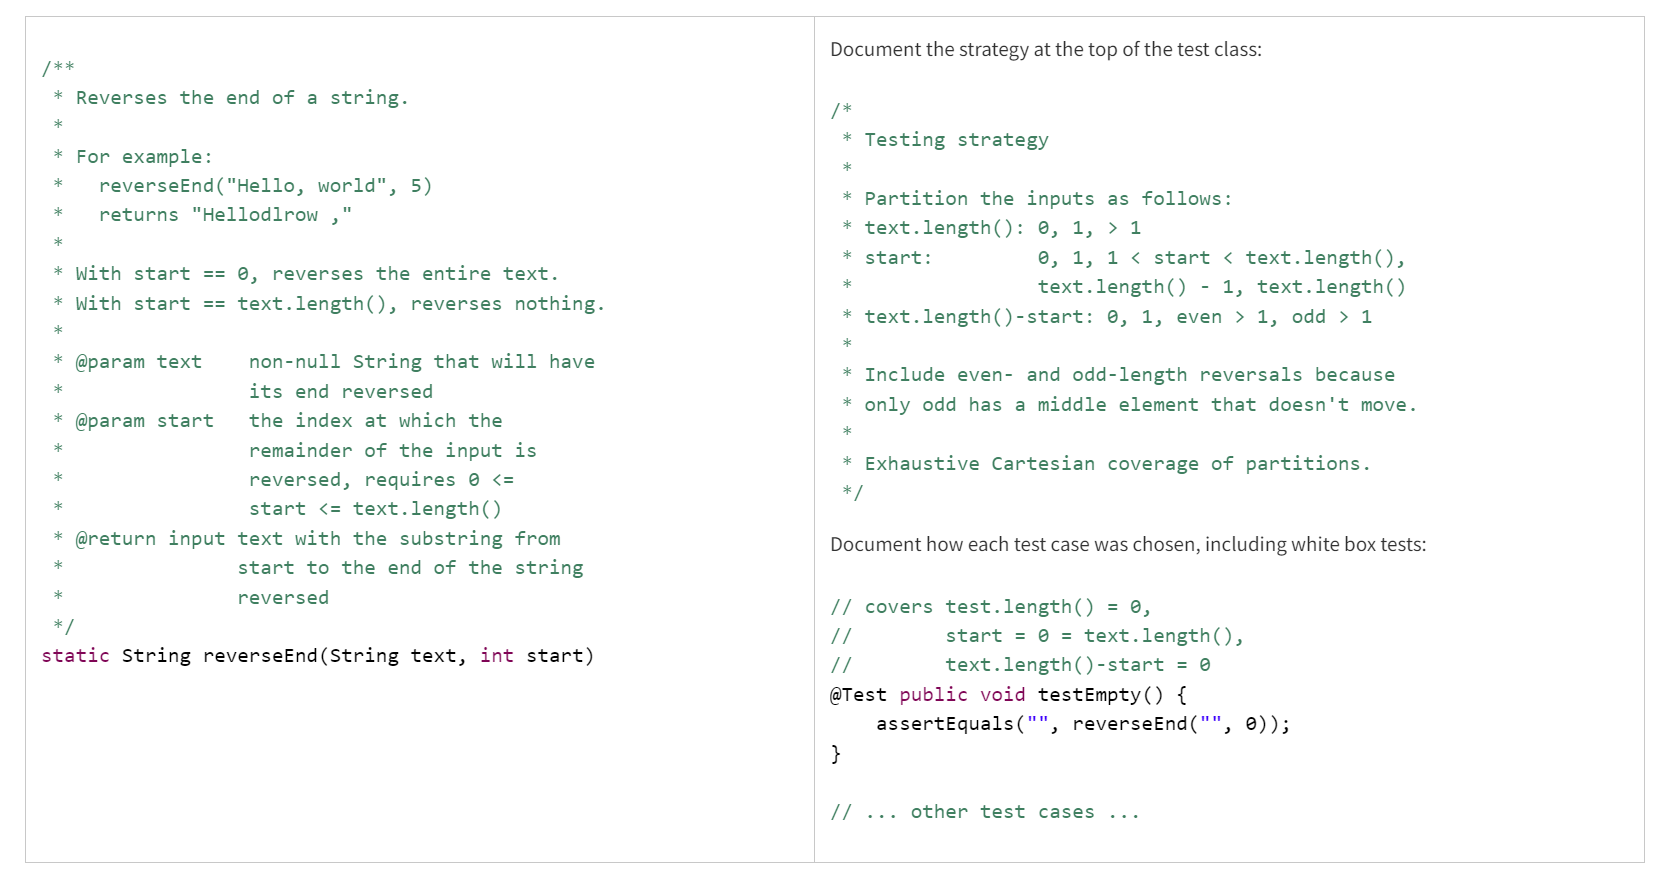 /**
 * Reverses the end of a string.
 *
 * For example:
 *   reverseEnd("Hello, world", 5)
 *   returns "Hellodlrow ,"
 *
 * With start == 0, reverses the entire text.
 * With start == text.length(), reverses nothing.
 *
 * @param text    non-null String that will have
 *                its end reversed
 * @param start   the index at which the
 *                remainder of the input is
 *                reversed, requires 0 <=
 *                start <= text.length()
 * @return input text with the substring from
 *               start to the end of the string
 *               reversed
 */
static String reverseEnd(String text, int start)
Document the strategy at the top of the test class:
/*
 * Testing strategy
 *
 * Partition the inputs as follows:
 * text.length(): 0, 1, > 1
 * start:         0, 1, 1 < start < text.length(),
 *                text.length() - 1, text.length()
 * text.length()-start: 0, 1, even > 1, odd > 1
 *
 * Include even- and odd-length reversals because
 * only odd has a middle element that doesn't move.
 *
 * Exhaustive Cartesian coverage of partitions.
 */
Document how each test case was chosen, including white box tests:
// covers test.length() = 0,
//        start = 0 = text.length(),
//        text.length()-start = 0
@Test public void testEmpty() {
    assertEquals("", reverseEnd("", 0));
}
// ... other test cases ...